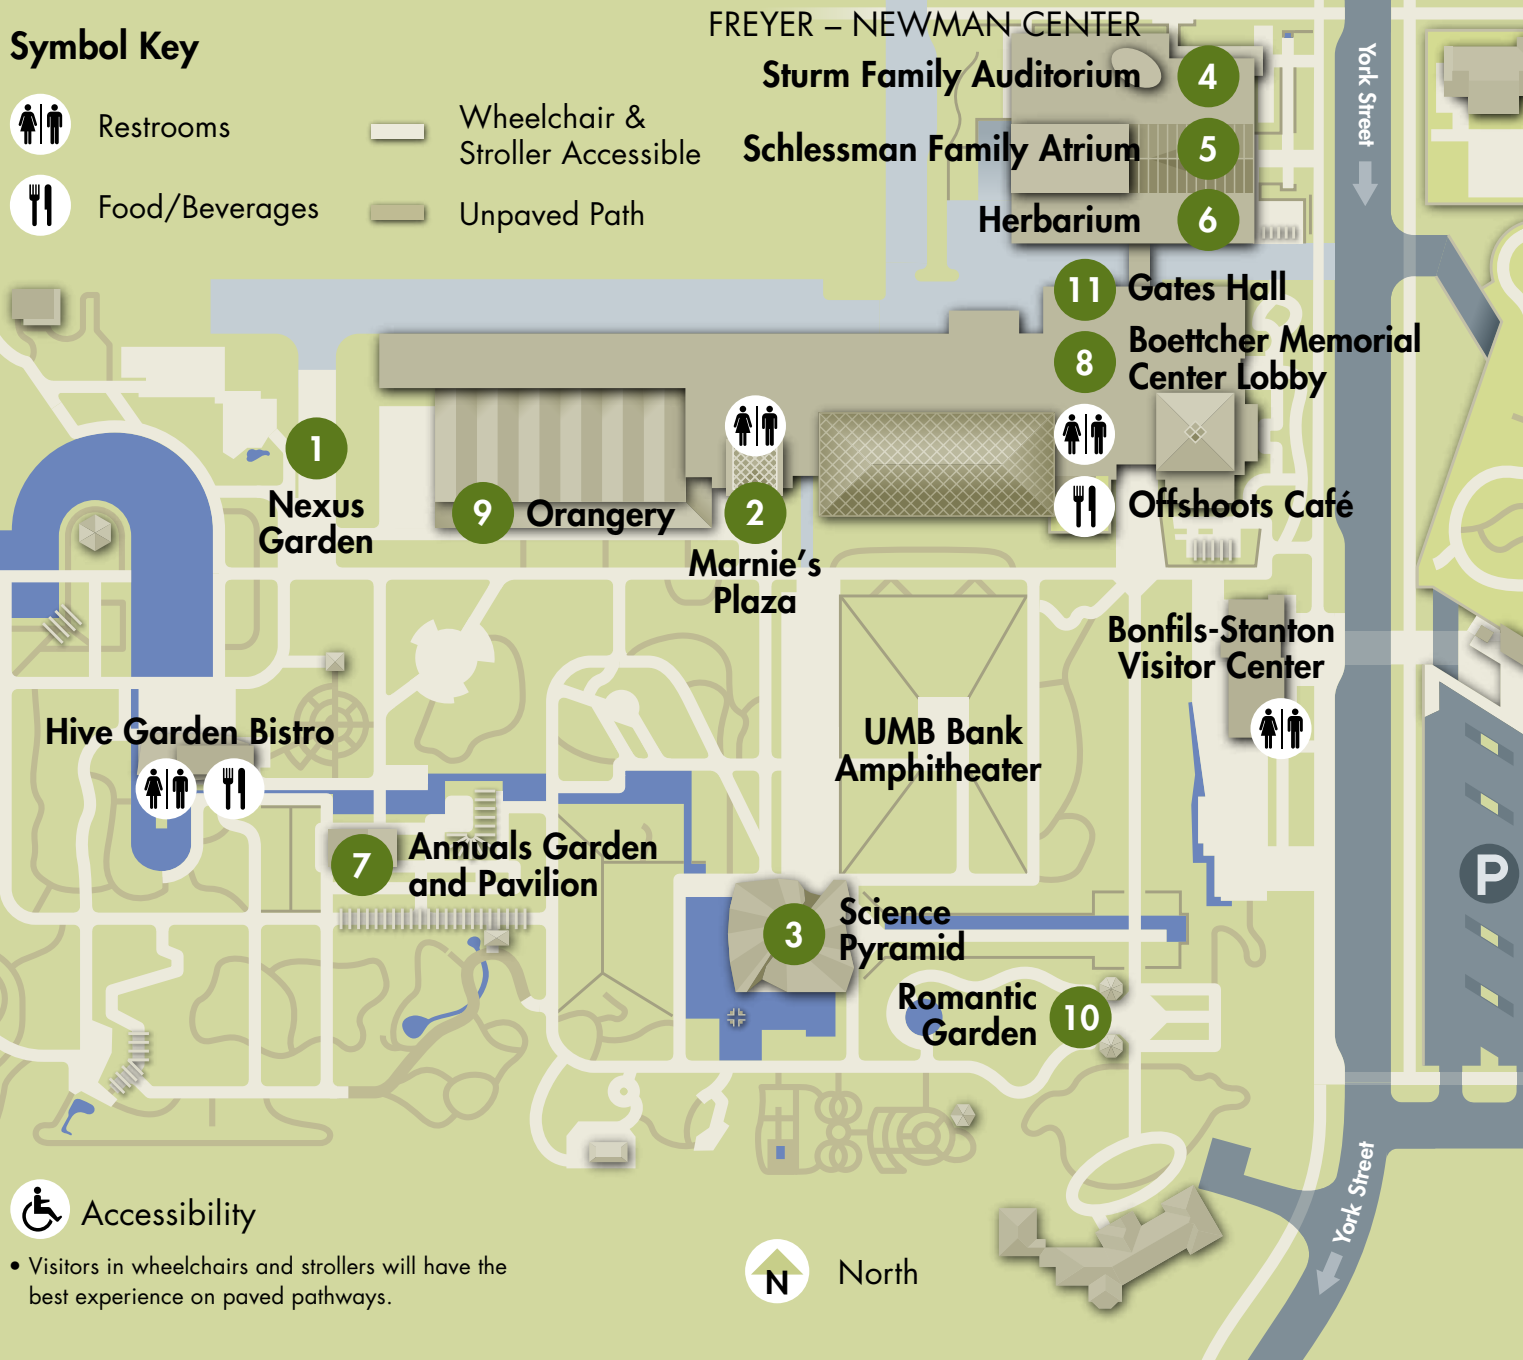 FREYER – NEWMAN CENTER
Symbol Key
Restrooms
Wheelchair &
Stroller Accessible
Food/Beverages
Unpaved Path
Sturm Family Auditorium 4
Schlessman Family Atrium 5
Herbarium 6
York Street
11 Gates Hall
8 Boettcher Memorial
Center Lobby
1
Nexus
Garden
9 Orangery
2
Marnie's
Plaza
Offshoots Café
Bonfils-Stanton
Visitor Center
Hive Garden Bistro
UMB Bank
Amphitheater
7 Annuals Garden
and Pavilion
P
3 Science
Pyramid
Romantic
Garden 10
York Street
Accessibility
• Visitors in wheelchairs and strollers will have the
best experience on paved pathways.
N North